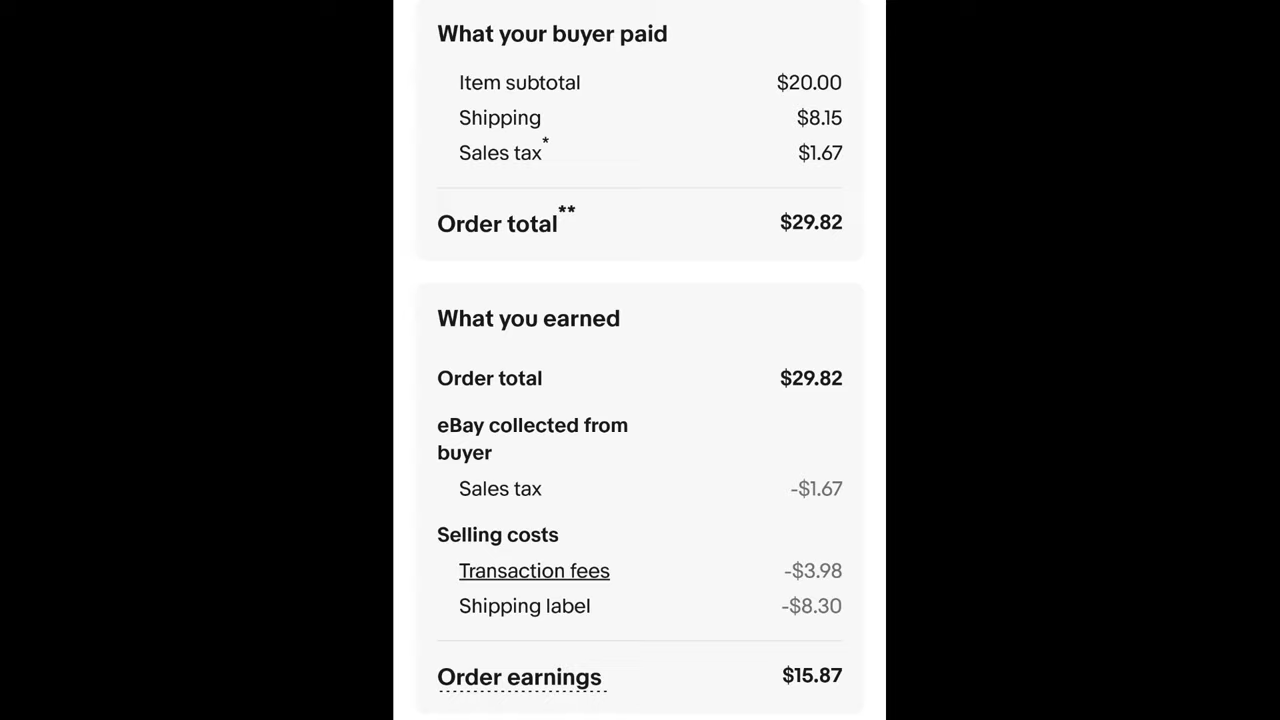 What your buyer paid
Item subtotal $20.00
Shipping $8.15
Sales tax* $1.67
Order total** $29.82
What you earned
Order total $29.82
eBay collected from
buyer
Sales tax -$1.67
Selling costs
Transaction fees -$3.98
Shipping label -$8.30
Order earnings $15.87